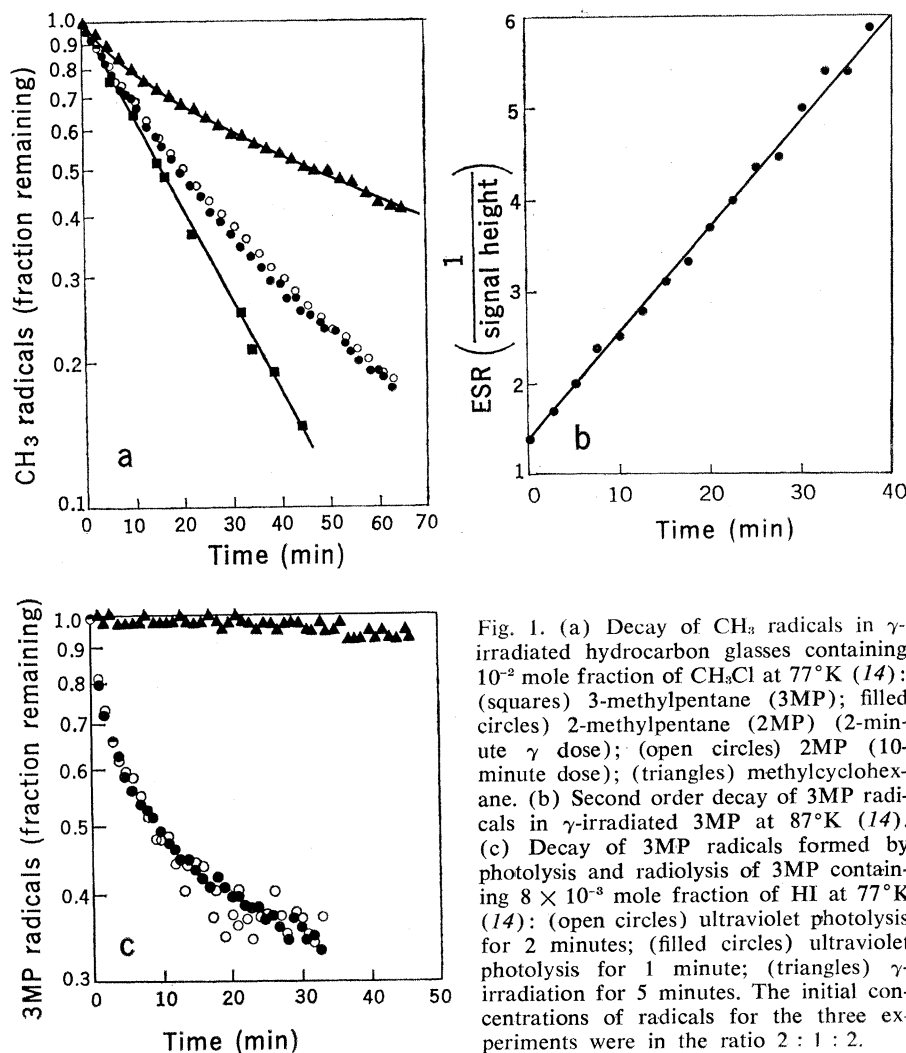 1.0
0.9
0.8
0.7
0.6
0.5
0.4
0.3
0.2
0.1
CH₃ radicals (fraction remaining)
a
0 10 20 30 40 50 60 70
Time (min)
6
5
4
3
2
1
ESR (1 / signal height)
b
0 10 20 30 40
Time (min)
1.0
0.9
0.8
0.7
0.6
0.5
0.4
0.3
3MP radicals (fraction remaining)
c
0 10 20 30 40 50
Time (min)
Fig. 1. (a) Decay of CH₃ radicals in γ-
irradiated hydrocarbon glasses containing
10⁻² mole fraction of CH₃Cl at 77°K (14):
(squares) 3-methylpentane (3MP); filled
circles) 2-methylpentane (2MP) (2-min-
ute γ dose); (open circles) 2MP (10-
minute dose); (triangles) methylcyclohex-
ane. (b) Second order decay of 3MP radi-
cals in γ-irradiated 3MP at 87°K (14).
(c) Decay of 3MP radicals formed by
photolysis and radiolysis of 3MP contain-
ing 8 × 10⁻³ mole fraction of HI at 77°K
(14): (open circles) ultraviolet photolysis
for 2 minutes; (filled circles) ultraviolet
photolysis for 1 minute; (triangles) γ-
irradiation for 5 minutes. The initial con-
centrations of radicals for the three ex-
periments were in the ratio 2 : 1 : 2.